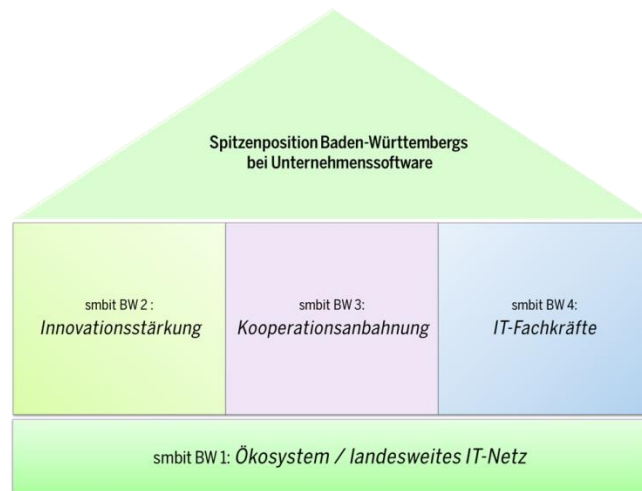 Spitzenposition Baden-Württembergs
bei Unternehmenssoftware
smbit BW 2 :
Innovationsstärkung
smbit BW 3:
Kooperationsanbahnung
smbit BW 4:
IT-Fachkräfte
smbit BW 1: Ökosystem / landesweites IT-Netz